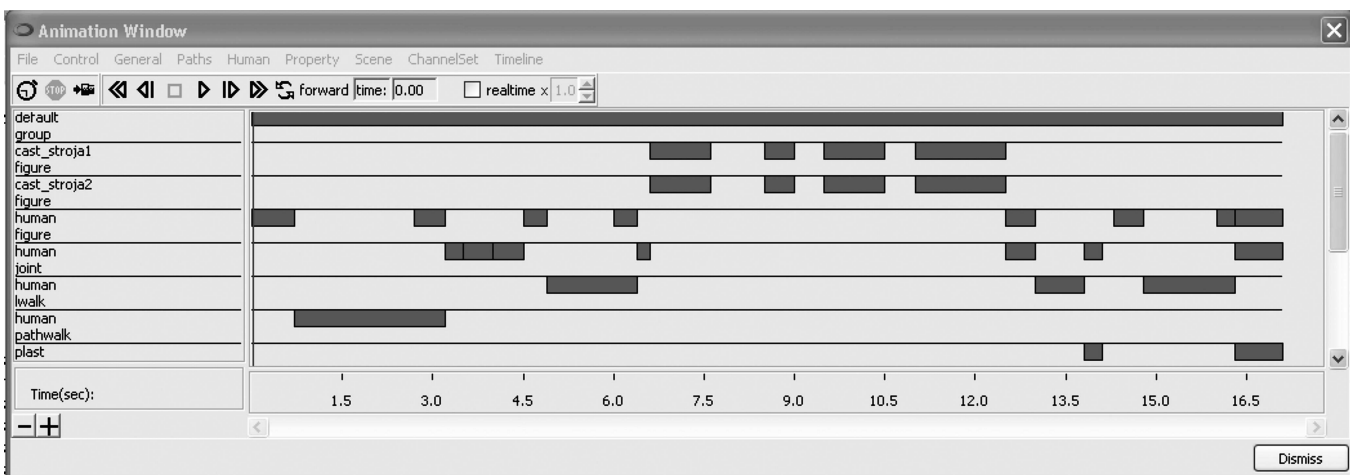 Animation Window
File Control General Paths Human Property Scene ChannelSet Timeline
STOP forward time: 0.00 realtime x 1.0
default
group
cast_stroja1
figure
cast_stroja2
figure
human
figure
human
joint
human
lwalk
human
pathwalk
plast
Time(sec): 1.5 3.0 4.5 6.0 7.5 9.0 10.5 12.0 13.5 15.0 16.5
Dismiss